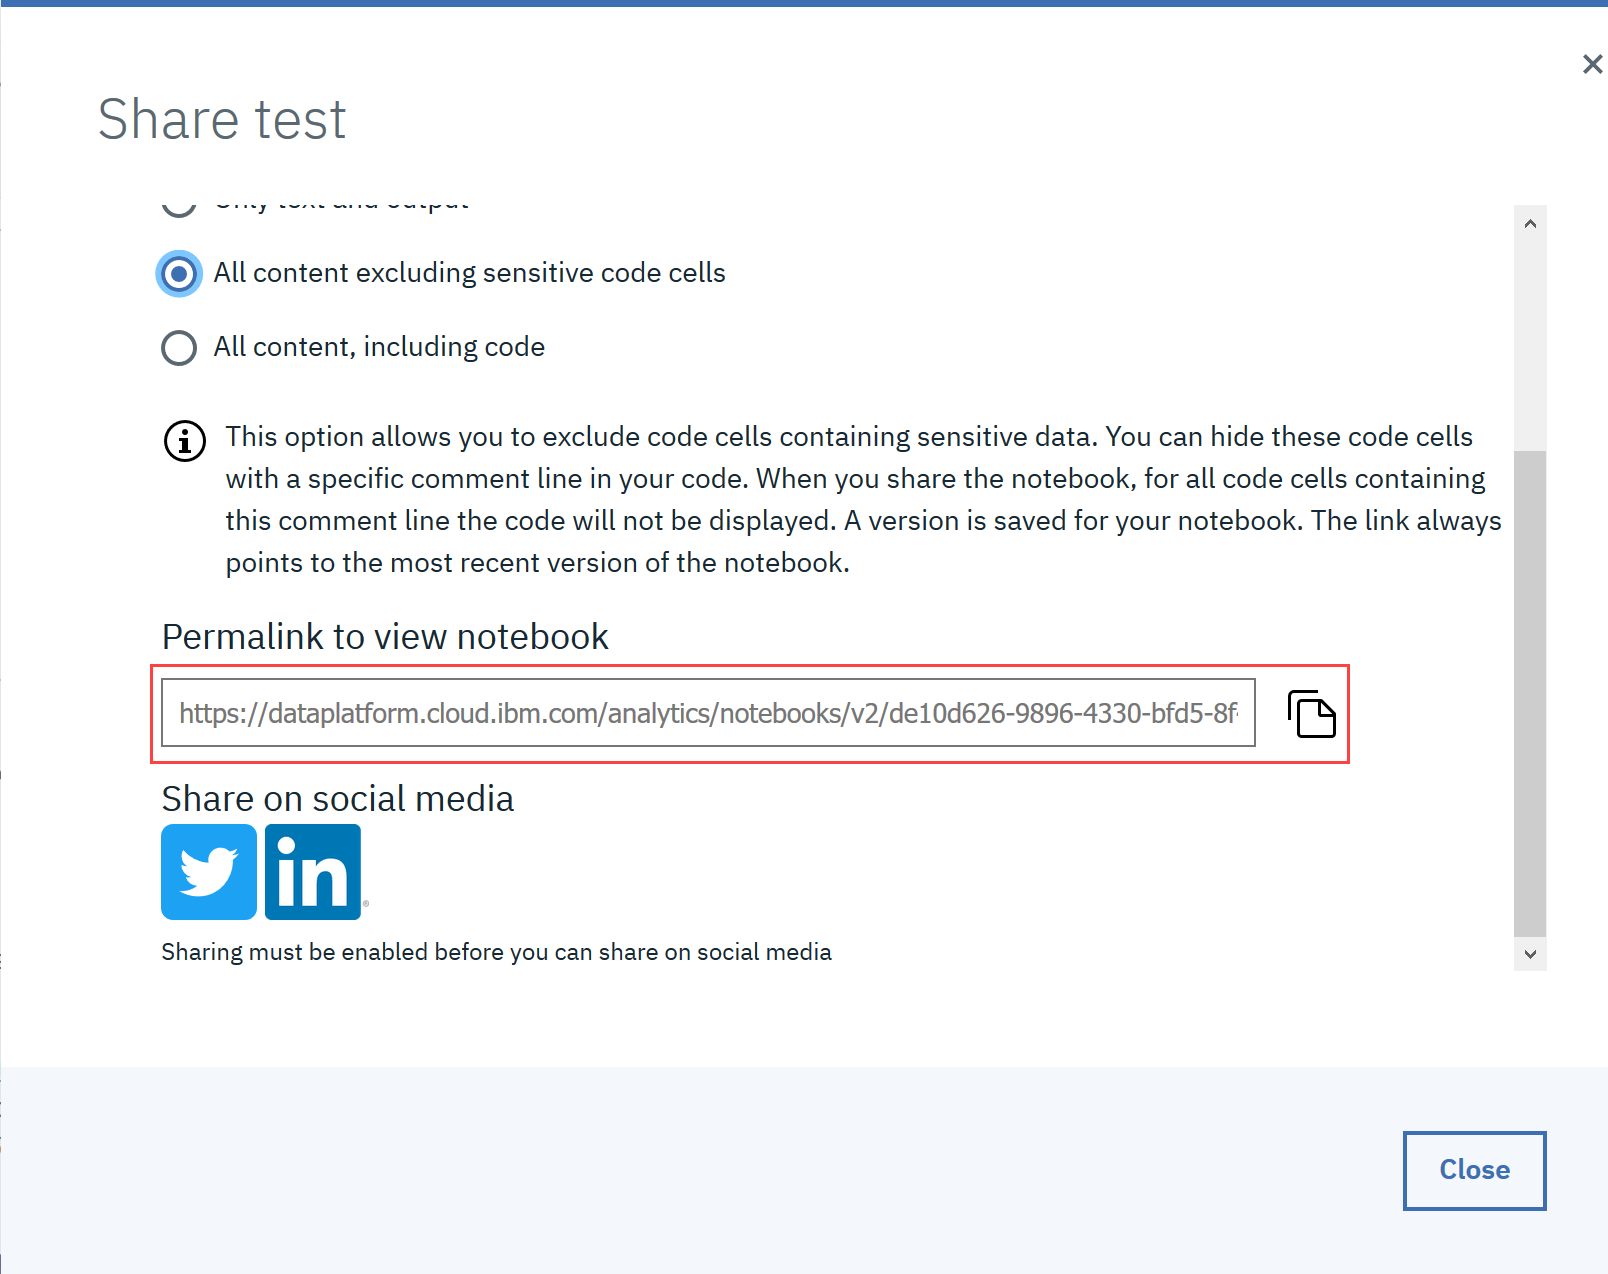 Share test
Only text and output
All content excluding sensitive code cells
All content, including code
This option allows you to exclude code cells containing sensitive data. You can hide these code cells
with a specific comment line in your code. When you share the notebook, for all code cells containing
this comment line the code will not be displayed. A version is saved for your notebook. The link always
points to the most recent version of the notebook.
Permalink to view notebook
https://dataplatform.cloud.ibm.com/analytics/notebooks/v2/de10d626-9896-4330-bfd5-8f
Share on social media
in
Sharing must be enabled before you can share on social media
Close